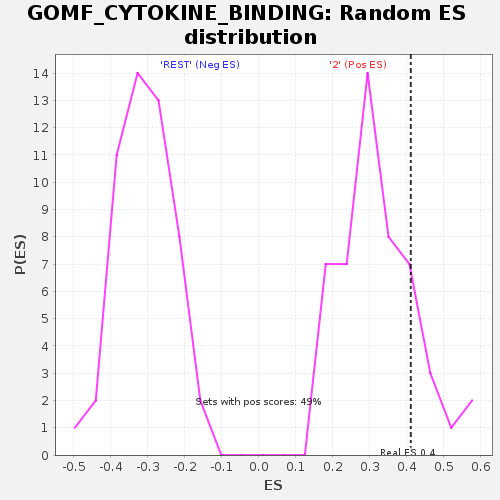 GOMF_CYTOKINE_BINDING: Random ES
distribution
'REST' (Neg ES)
'2' (Pos ES)
14
13
12
11
10
9
8
7
6
5
4
3
2
1
0
P(ES)
Sets with pos scores: 49%
Real ES 0.4
-0.5 -0.4 -0.3 -0.2 -0.1 0.0 0.1 0.2 0.3 0.4 0.5 0.6
ES